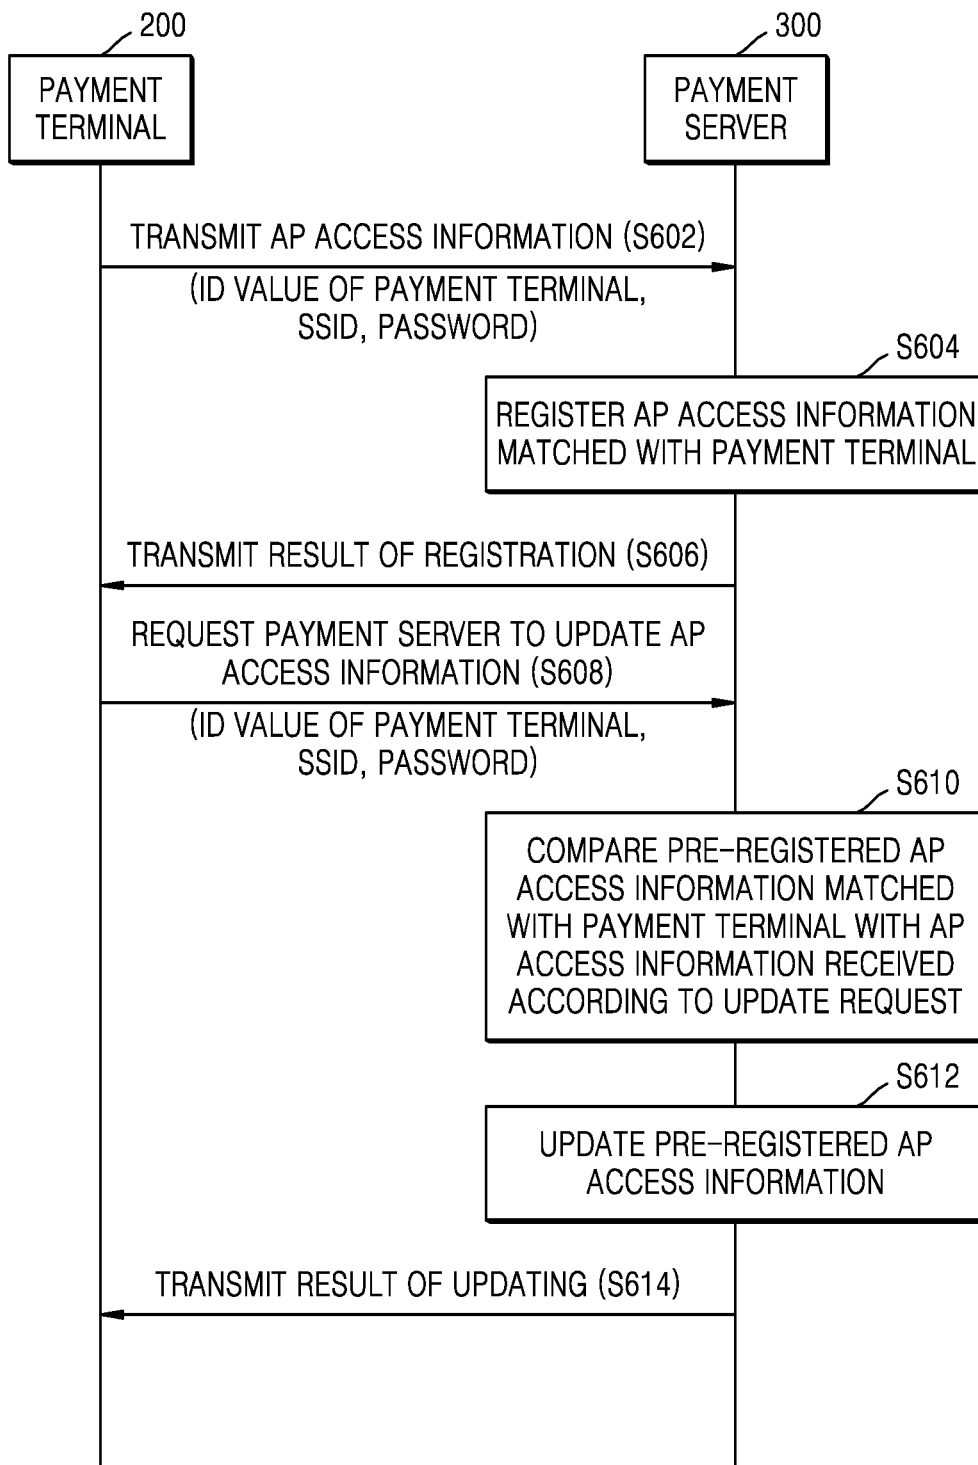 200
300
PAYMENT
TERMINAL
PAYMENT
SERVER
TRANSMIT AP ACCESS INFORMATION (S602)
(ID VALUE OF PAYMENT TERMINAL,
SSID, PASSWORD)
S604
REGISTER AP ACCESS INFORMATION
MATCHED WITH PAYMENT TERMINAL
TRANSMIT RESULT OF REGISTRATION (S606)
REQUEST PAYMENT SERVER TO UPDATE AP
ACCESS INFORMATION (S608)
(ID VALUE OF PAYMENT TERMINAL,
SSID, PASSWORD)
S610
COMPARE PRE-REGISTERED AP
ACCESS INFORMATION MATCHED
WITH PAYMENT TERMINAL WITH AP
ACCESS INFORMATION RECEIVED
ACCORDING TO UPDATE REQUEST
S612
UPDATE PRE-REGISTERED AP
ACCESS INFORMATION
TRANSMIT RESULT OF UPDATING (S614)